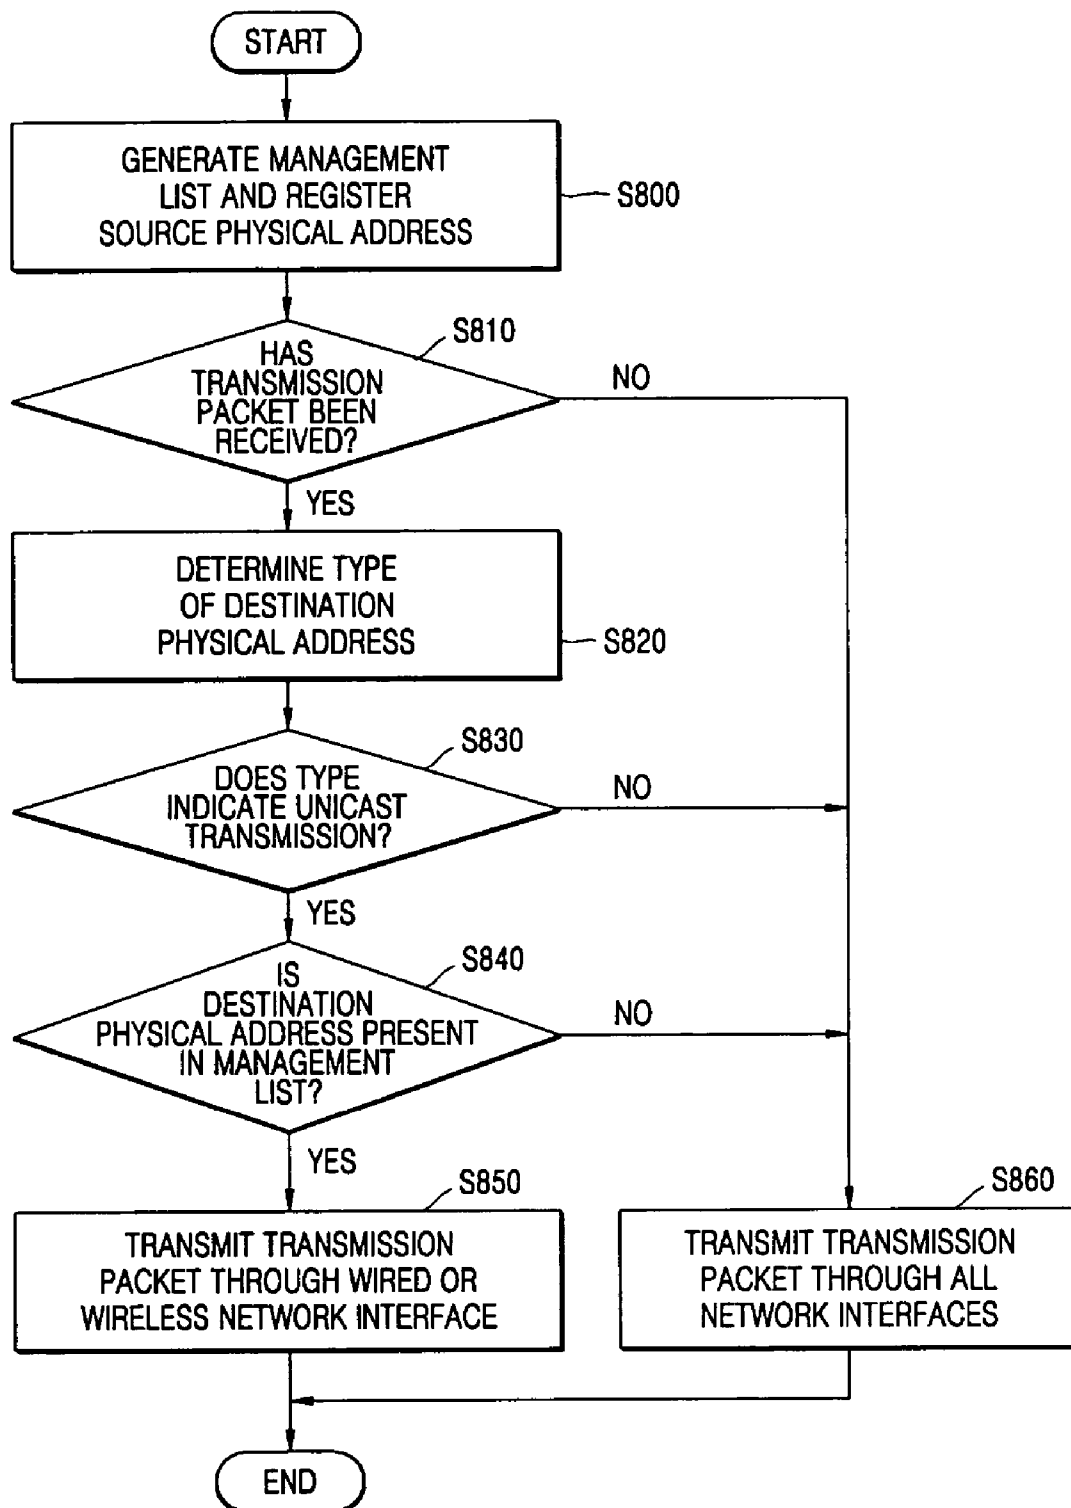 START
GENERATE MANAGEMENT
LIST AND REGISTER
SOURCE PHYSICAL ADDRESS
S800
S810
HAS
TRANSMISSION
PACKET BEEN
RECEIVED?
NO
YES
DETERMINE TYPE
OF DESTINATION
PHYSICAL ADDRESS
S820
S830
DOES TYPE
INDICATE UNICAST
TRANSMISSION?
NO
YES
S840
IS
DESTINATION
PHYSICAL ADDRESS PRESENT
IN MANAGEMENT
LIST?
NO
YES
S850
TRANSMIT TRANSMISSION
PACKET THROUGH WIRED OR
WIRELESS NETWORK INTERFACE
S860
TRANSMIT TRANSMISSION
PACKET THROUGH ALL
NETWORK INTERFACES
END